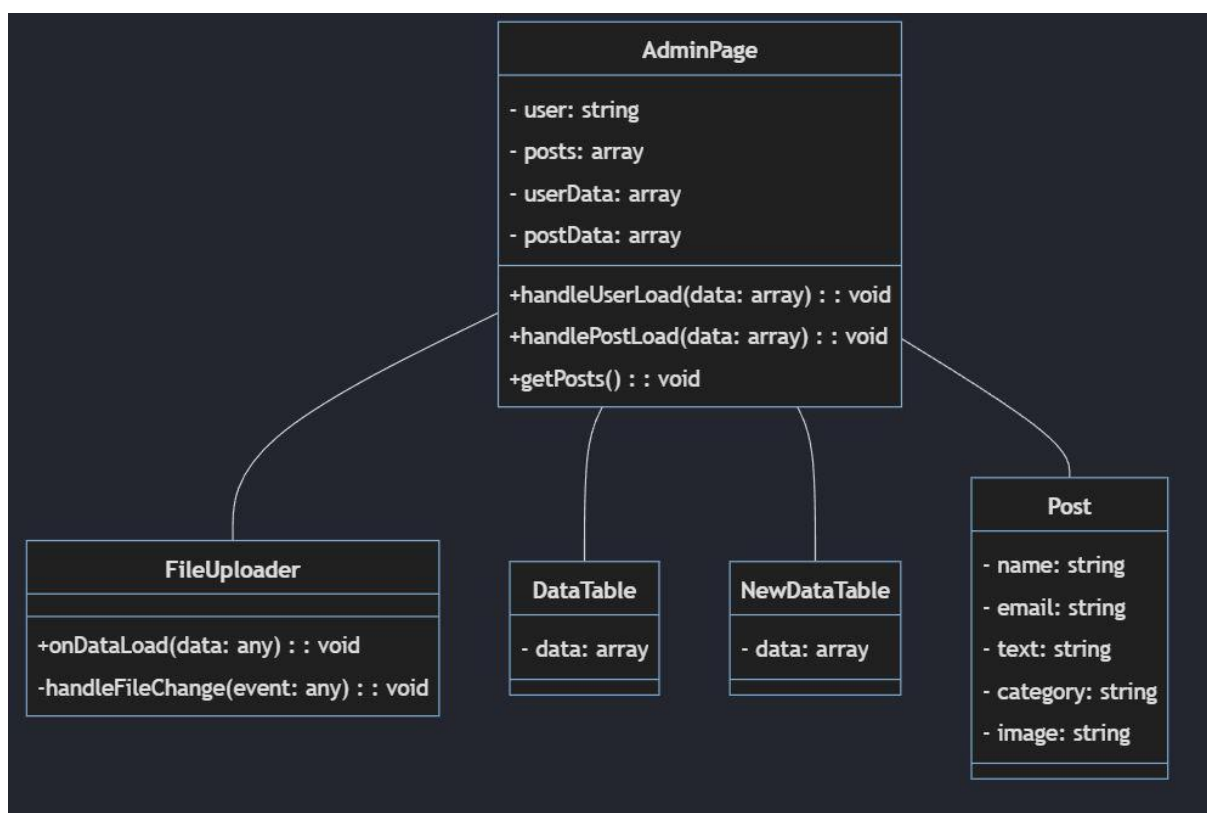 AdminPage
- user: string
- posts: array
- userData: array
- postData: array
+handleUserLoad(data: array) : : void
+handlePostLoad(data: array) : : void
+getPosts() : : void
FileUploader
+onDataLoad(data: any) : : void
-handleFileChange(event: any) : : void
DataTable
- data: array
NewDataTable
- data: array
Post
- name: string
- email: string
- text: string
- category: string
- image: string